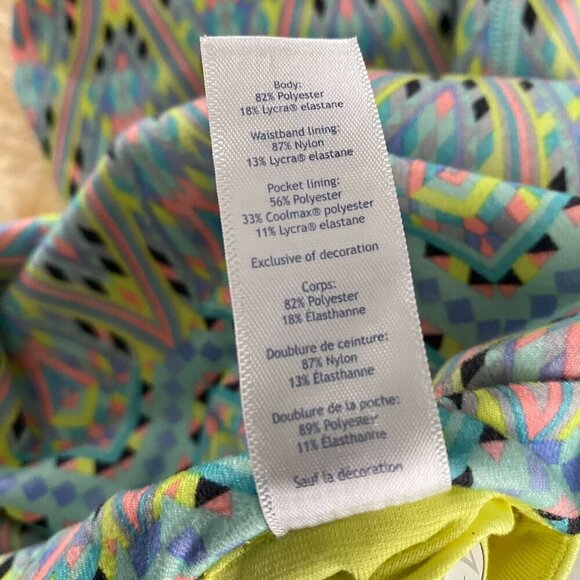 Body:
82% Polyester
18% Lycra® elastane
Waistband lining:
87% Nylon
13% Lycra® elastane
Pocket lining:
56% Polyester
33% Coolmax® polyester
11% Lycra® elastane
Exclusive of decoration
Corps:
82% Polyester
18% Élasthanne
Doublure de ceinture:
87% Nylon
13% Élasthanne
Doublure de la poche:
89% Polyester
11% Élasthanne
Sauf la décoration